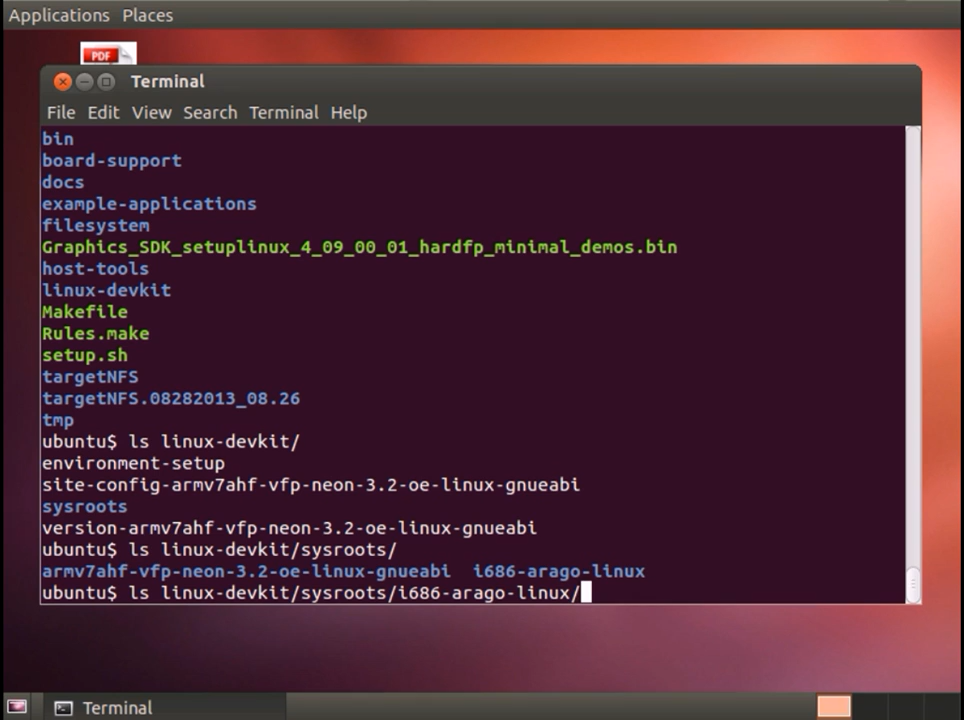 Applications Places
PDF
Terminal
File Edit View Search Terminal Help
bin
board-support
docs
example-applications
filesystem
Graphics_SDK_setuplinux_4_09_00_01_hardfp_minimal_demos.bin
host-tools
linux-devkit
Makefile
Rules.make
setup.sh
targetNFS
targetNFS.08282013_08.26
tmp
ubuntu$ ls linux-devkit/
environment-setup
site-config-armv7ahf-vfp-neon-3.2-oe-linux-gnueabi
sysroots
version-armv7ahf-vfp-neon-3.2-oe-linux-gnueabi
ubuntu$ ls linux-devkit/sysroots/
armv7ahf-vfp-neon-3.2-oe-linux-gnueabi i686-arago-linux
ubuntu$ ls linux-devkit/sysroots/i686-arago-linux/
Terminal